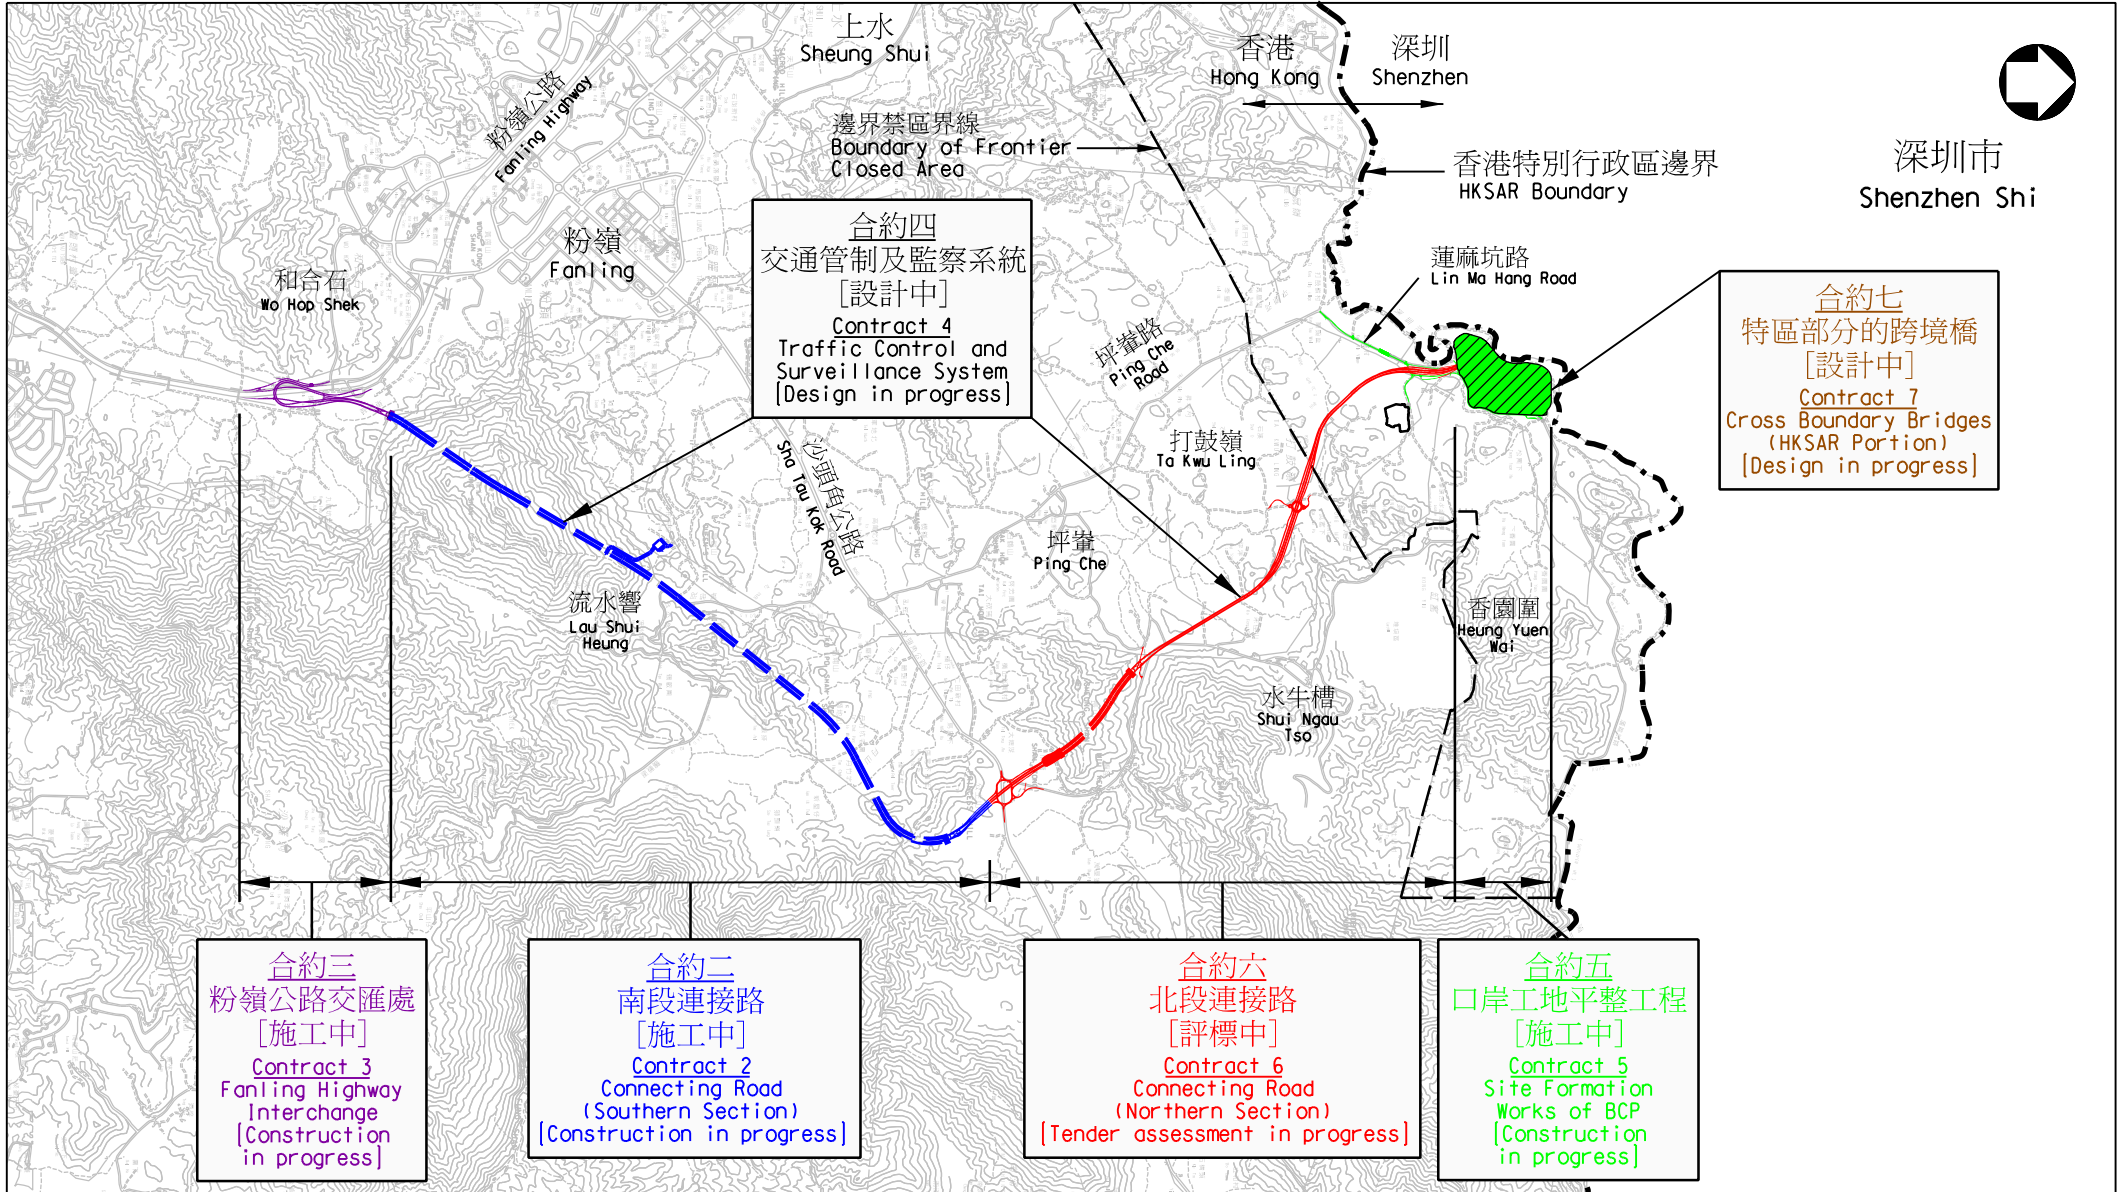 上水
Sheung Shui
香港
Hong Kong
深圳
Shenzhen
粉嶺公路
Fanling Highway
邊界禁區界線
Boundary of Frontier
Closed Area
香港特別行政區邊界
HKSAR Boundary
深圳市
Shenzhen Shi
和合石
Wo Hop Shek
粉嶺
Fanling
合約四
交通管制及監察系統
[設計中]
Contract 4
Traffic Control and
Surveillance System
[Design in progress]
蓮麻坑路
Lin Ma Hang Road
合約七
特區部分的跨境橋
[設計中]
Contract 7
Cross Boundary Bridges
(HKSAR Portion)
[Design in progress]
坪輋路
Ping Che
Road
打鼓嶺
Ta Kwu Ling
沙頭角公路
Sha Tau Kok Road
坪輋
Ping Che
流水響
Lau Shui
Heung
香園圍
Heung Yuen
Wai
水牛槽
Shui Ngau
Tso
合約三
粉嶺公路交匯處
[施工中]
Contract 3
Fanling Highway
Interchange
[Construction
in progress]
合約二
南段連接路
[施工中]
Contract 2
Connecting Road
(Southern Section)
[Construction in progress]
合約六
北段連接路
[評標中]
Contract 6
Connecting Road
(Northern Section)
[Tender assessment in progress]
合約五
口岸工地平整工程
[施工中]
Contract 5
Site Formation
Works of BCP
[Construction
in progress]